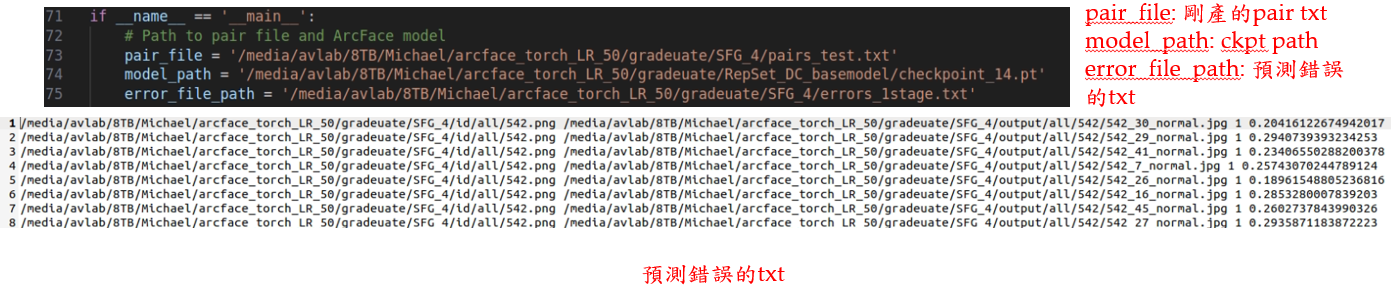 71 if __name__ == '__main__':
72 # Path to pair file and ArcFace model
73 pair_file = '/media/avlab/8TB/Michael/arcface_torch_LR_50/gradeuate/SFG_4/pairs_test.txt'
74 model_path = '/media/avlab/8TB/Michael/arcface_torch_LR_50/gradeuate/RepSet_DC_basemodel/checkpoint_14.pt'
75 error_file_path = '/media/avlab/8TB/Michael/arcface_torch_LR_50/gradeuate/SFG_4/errors_1stage.txt'
pair_file: 剛產的pair txt
model_path: ckpt path
error_file_path: 預測錯誤
的txt
1 /media/avlab/8TB/Michael/arcface_torch_LR_50/gradeuate/SFG_4/id/all/542.png /media/avlab/8TB/Michael/arcface_torch_LR_50/gradeuate/SFG_4/output/all/542/542_30_normal.jpg 1 0.20416122674942017
2 /media/avlab/8TB/Michael/arcface_torch_LR_50/gradeuate/SFG_4/id/all/542.png /media/avlab/8TB/Michael/arcface_torch_LR_50/gradeuate/SFG_4/output/all/542/542_29_normal.jpg 1 0.2940739393234253
3 /media/avlab/8TB/Michael/arcface_torch_LR_50/gradeuate/SFG_4/id/all/542.png /media/avlab/8TB/Michael/arcface_torch_LR_50/gradeuate/SFG_4/output/all/542/542_41_normal.jpg 1 0.23406550288200378
4 /media/avlab/8TB/Michael/arcface_torch_LR_50/gradeuate/SFG_4/id/all/542.png /media/avlab/8TB/Michael/arcface_torch_LR_50/gradeuate/SFG_4/output/all/542/542_7_normal.jpg 1 0.25743070244789124
5 /media/avlab/8TB/Michael/arcface_torch_LR_50/gradeuate/SFG_4/id/all/542.png /media/avlab/8TB/Michael/arcface_torch_LR_50/gradeuate/SFG_4/output/all/542/542_26_normal.jpg 1 0.18961548805236816
6 /media/avlab/8TB/Michael/arcface_torch_LR_50/gradeuate/SFG_4/id/all/542.png /media/avlab/8TB/Michael/arcface_torch_LR_50/gradeuate/SFG_4/output/all/542/542_16_normal.jpg 1 0.2853280007839203
7 /media/avlab/8TB/Michael/arcface_torch_LR_50/gradeuate/SFG_4/id/all/542.png /media/avlab/8TB/Michael/arcface_torch_LR_50/gradeuate/SFG_4/output/all/542/542_45_normal.jpg 1 0.2602737843990326
8 /media/avlab/8TB/Michael/arcface_torch_LR_50/gradeuate/SFG_4/id/all/542.png /media/avlab/8TB/Michael/arcface_torch_LR_50/gradeuate/SFG_4/output/all/542/542_27_normal.jpg 1 0.2935871183872223
預測錯誤的txt